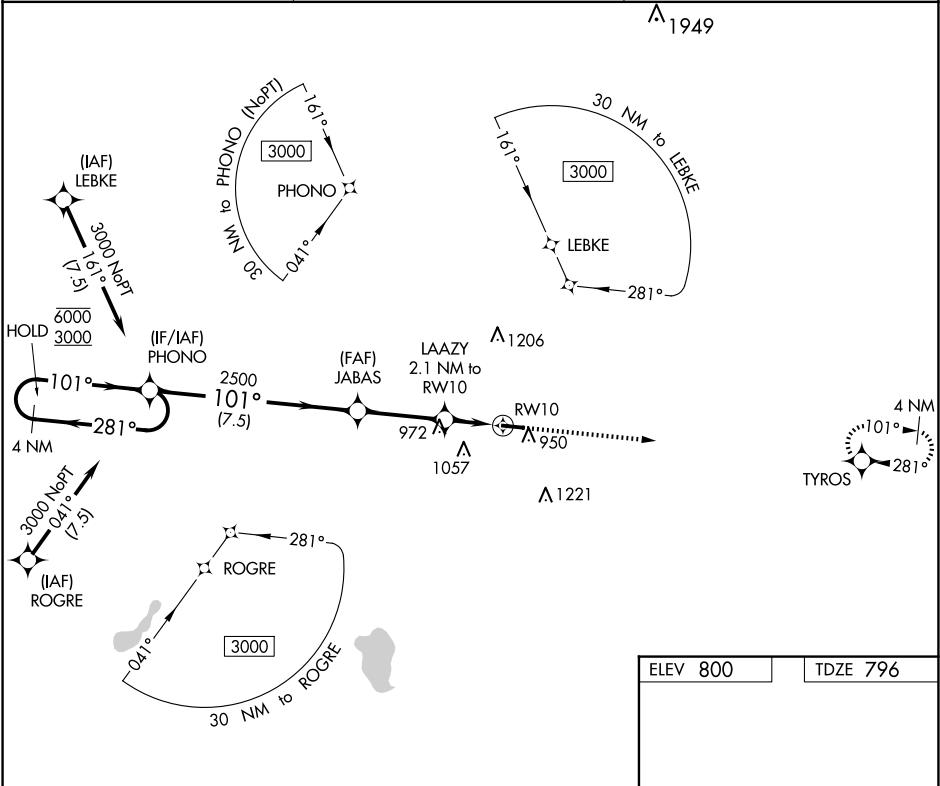 1949
30 NM to PHONO (NoPT)
161°
3000
PHONO
041°
30 NM to LEBKE
161°
3000
LEBKE
281°
(IAF)
LEBKE
3000 NoPT
161°
(7.5)
HOLD
6000
3000
(IF/IAF)
PHONO
101°
281°
4 NM
2500
101°
(7.5)
(FAF)
JABAS
LAAZY
2.1 NM to
RW10
1206
RW10
972
950
1057
1221
4 NM
101°
281°
TYROS
3000 NoPT
041°
(7.5)
(IAF)
ROGRE
281°
ROGRE
041°
3000
30 NM to ROGRE
ELEV 800
TDZE 796